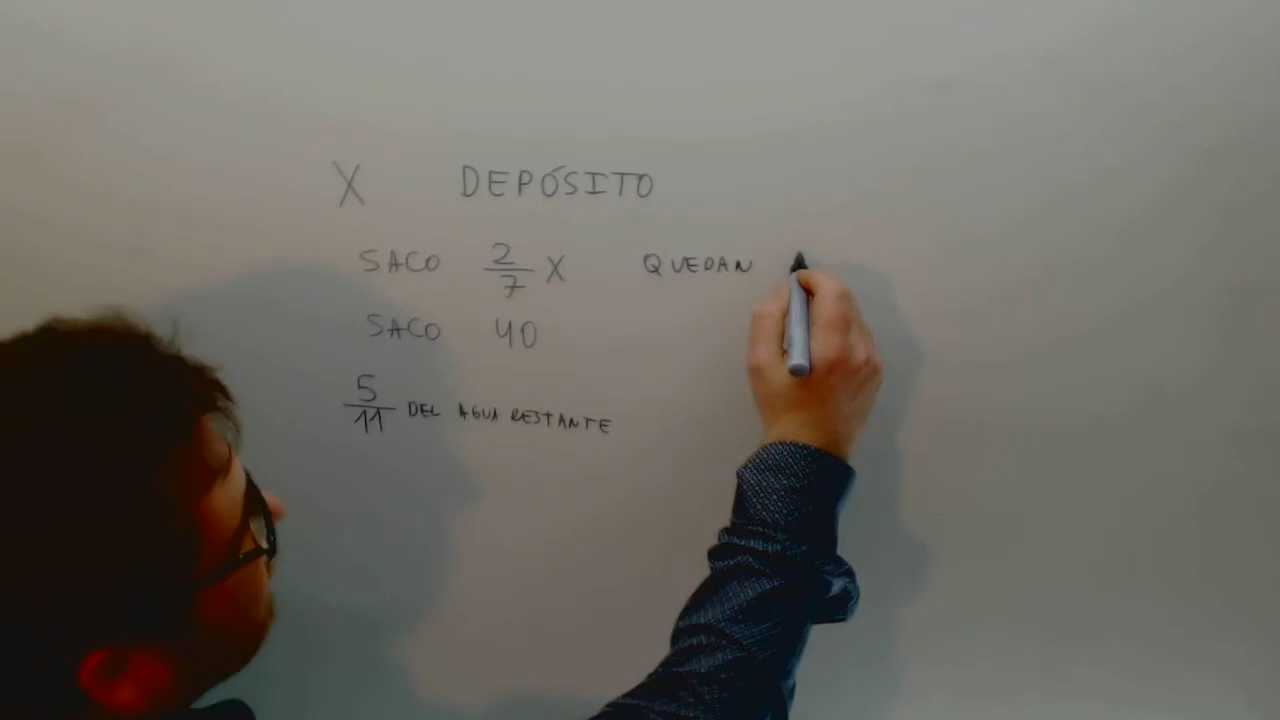 X DEPÓSITO
SACO 2/7 X QUEDAN
SACO 40
5/11 DEL AGUA RESTANTE